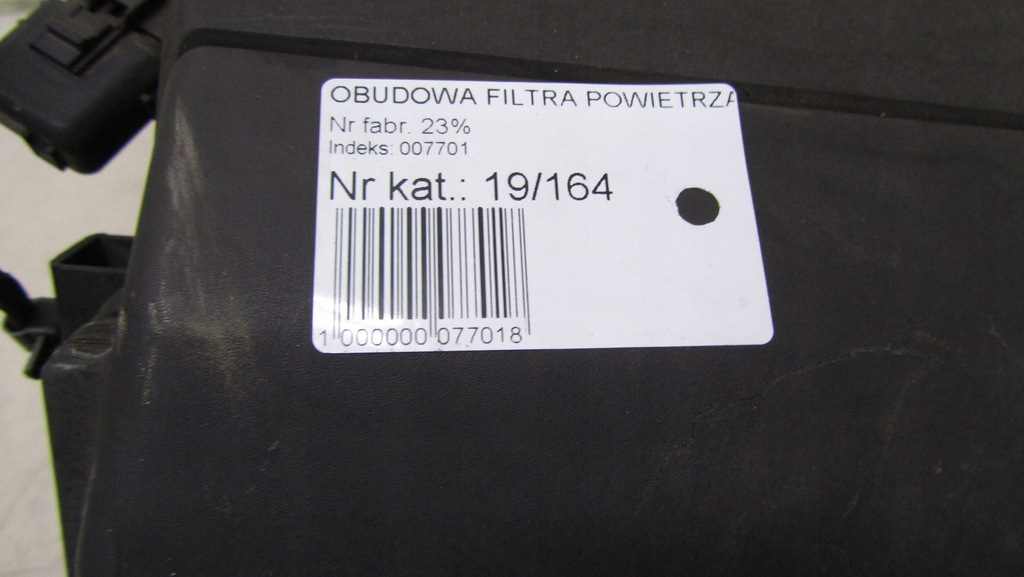 OBUDOWA FILTRA POWIETRZA
Nr fabr. 23%
Indeks: 007701
Nr kat.: 19/164
1 000000 077018